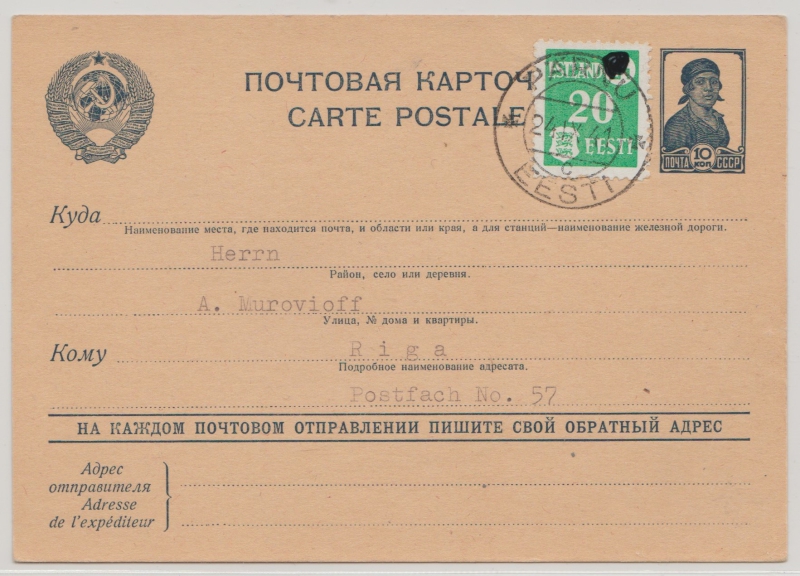 ПОЧТОВАЯ КАРТОЧ
CARTE POSTALE
20
EESTI
EESTI
c
ПОЧТА 10 КОП СССР
Куда
Наименование места, где находится почта, и области или края, а для станций—наименование железной дороги.
Herrn
Район, село или деревня.
A. Murovioff
Улица, № дома и квартиры.
Кому
R i g a
Подробное наименование адресата.
Postfach No. 57
НА КАЖДОМ ПОЧТОВОМ ОТПРАВЛЕНИИ ПИШИТЕ СВОЙ ОБРАТНЫЙ АДРЕС
Адрес
отправителя
Adresse
de l'expéditeur